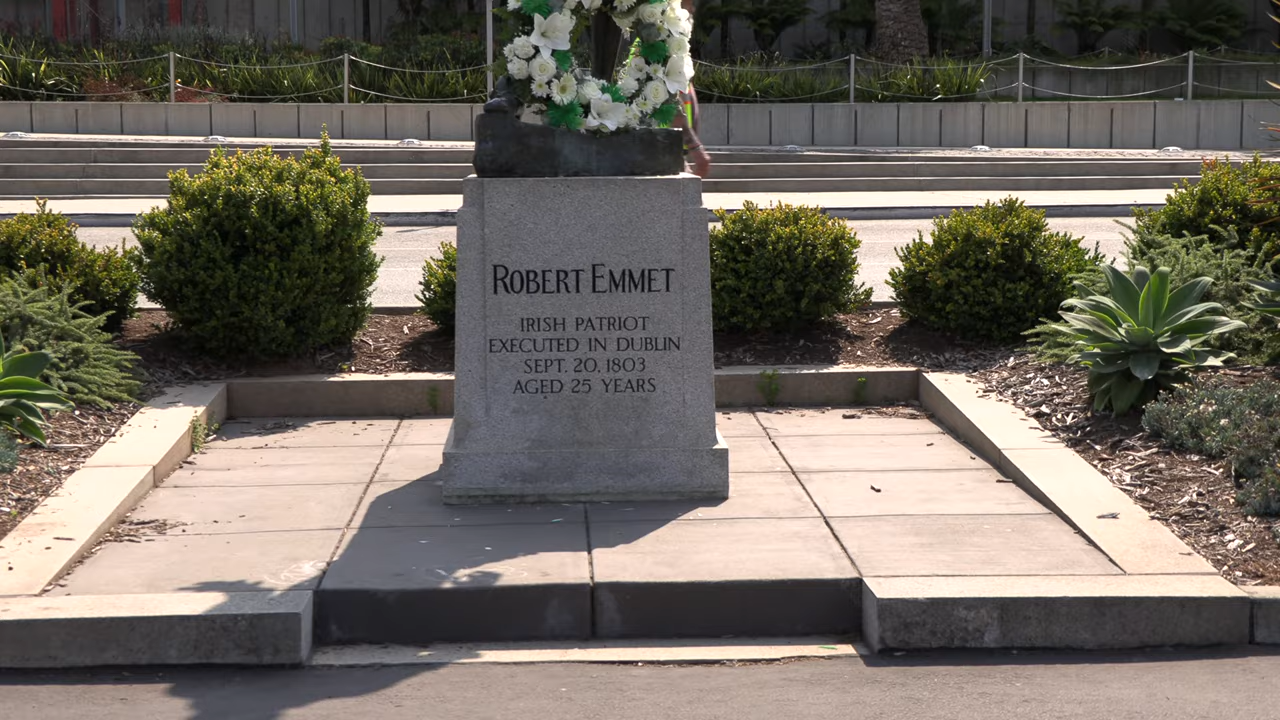 ROBERT EMMET
IRISH PATRIOT
EXECUTED IN DUBLIN
SEPT. 20, 1803
AGED 25 YEARS